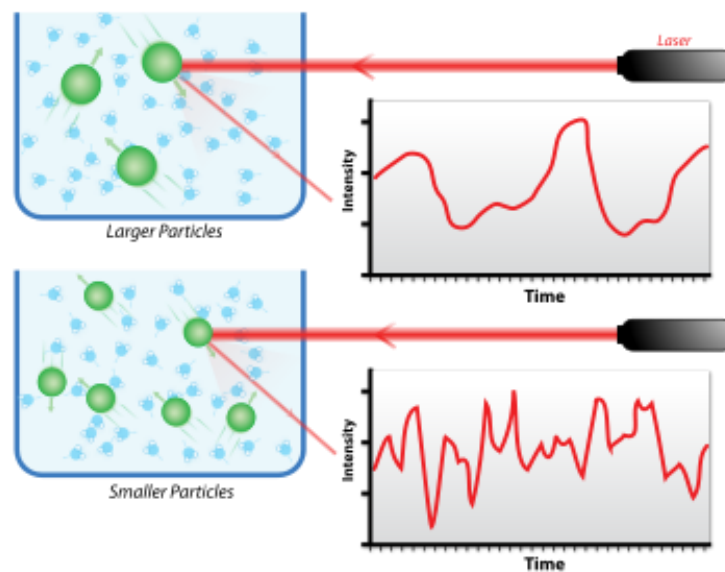 Laser
Intensity
Time
Larger Particles
Intensity
Time
Smaller Particles